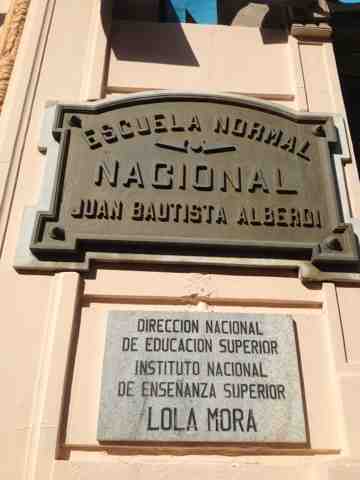 ESCUELA NORMAL
NACIONAL
JUAN BAUTISTA ALBERDI
DIRECCION NACIONAL
DE EDUCACION SUPERIOR
INSTITUTO NACIONAL
DE ENSEÑANZA SUPERIOR
LOLA MORA